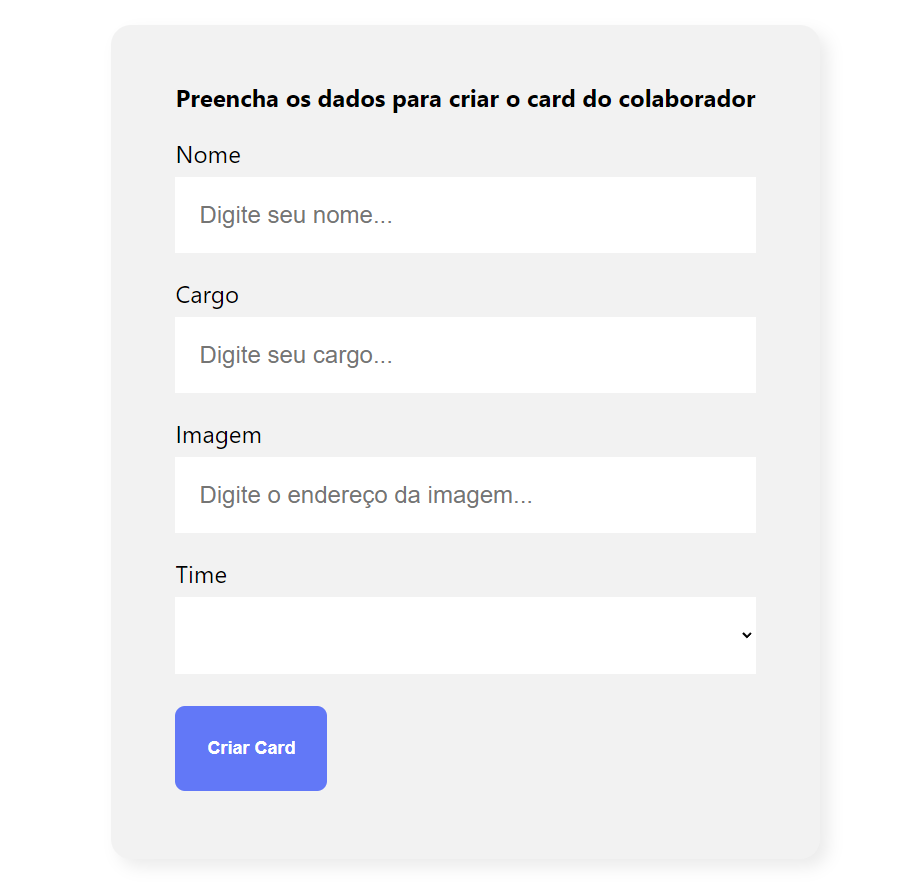 Preencha os dados para criar o card do colaborador
Nome
Digite seu nome...
Cargo
Digite seu cargo...
Imagem
Digite o endereço da imagem...
Time
Criar Card